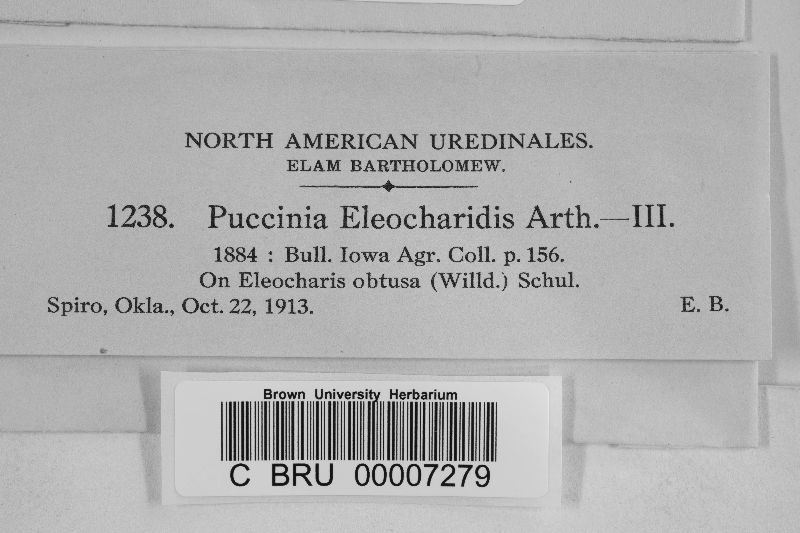 NORTH AMERICAN UREDINALES.
ELAM BARTHOLOMEW.
1238. Puccinia Eleocharidis Arth.—III.
1884 : Bull. Iowa Agr. Coll. p. 156.
On Eleocharis obtusa (Willd.) Schul.
Spiro, Okla., Oct. 22, 1913. E. B.
Brown University Herbarium
C BRU 00007279